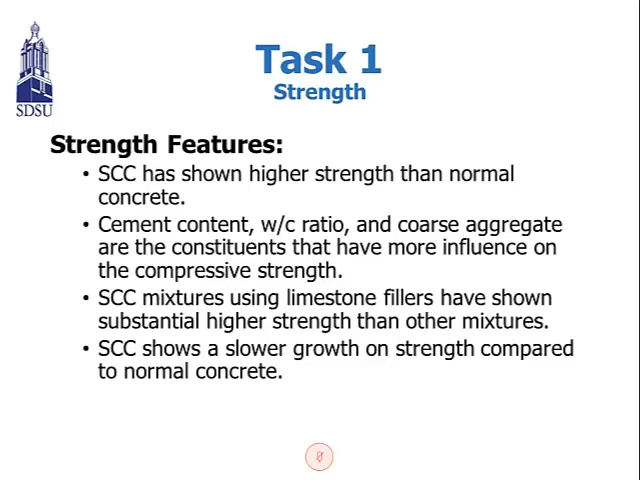 SDSU
Task 1
Strength
Strength Features:
• SCC has shown higher strength than normal
concrete.
• Cement content, w/c ratio, and coarse aggregate
are the constituents that have more influence on
the compressive strength.
• SCC mixtures using limestone fillers have shown
substantial higher strength than other mixtures.
• SCC shows a slower growth on strength compared
to normal concrete.